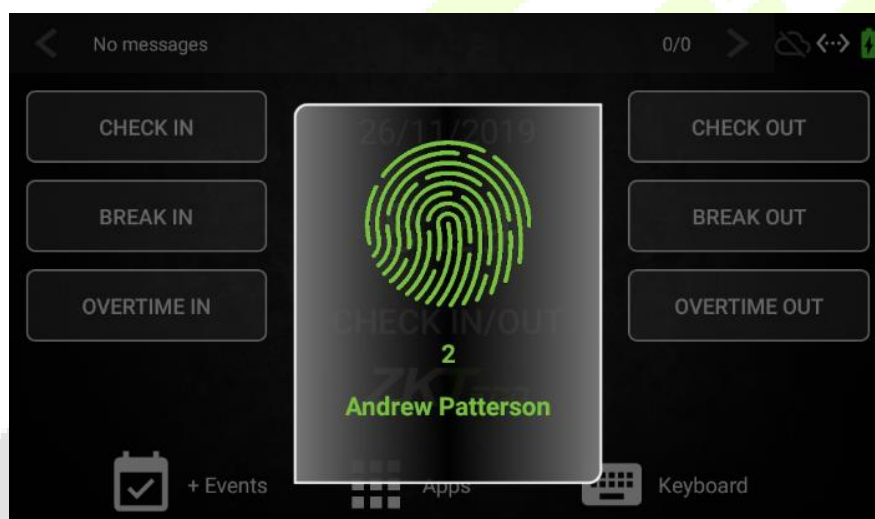 No messages
0/0
CHECK IN
26/11/2019
CHECK OUT
BREAK IN
BREAK OUT
OVERTIME IN
OVERTIME OUT
CHECK IN/OUT
2
ZKTeco
Andrew Patterson
+ Events
Apps
Keyboard